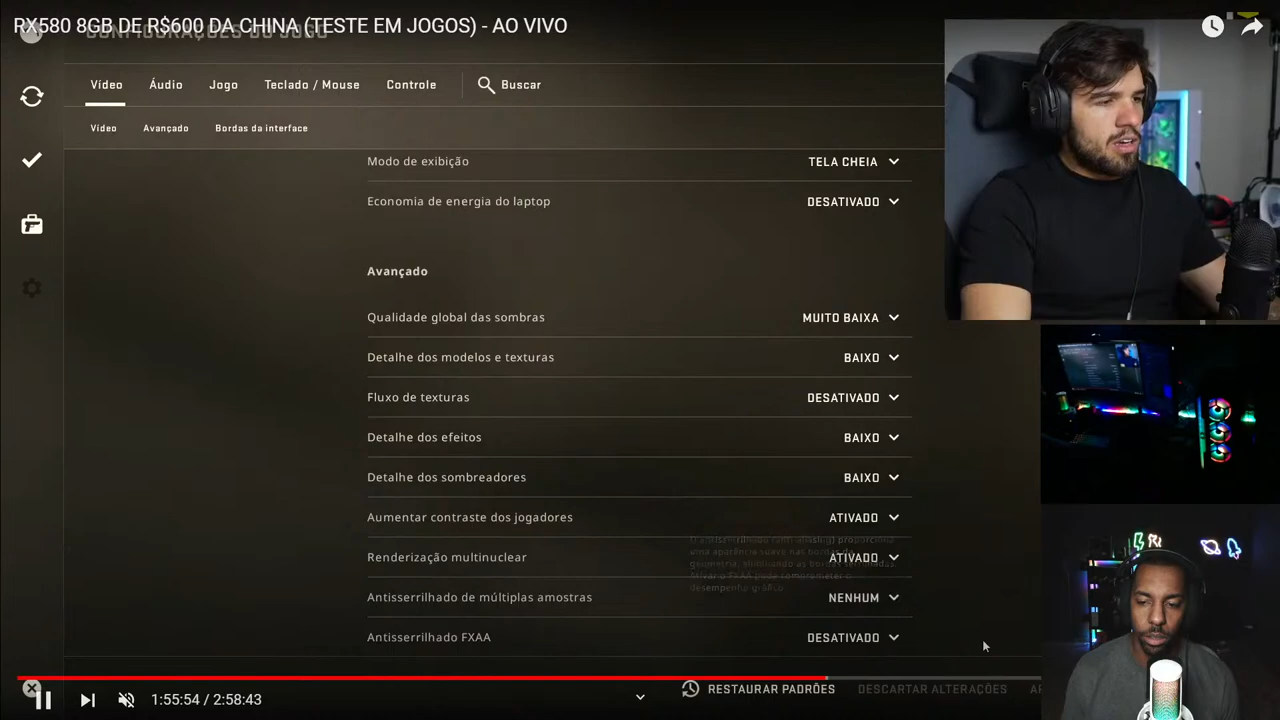 RX580 8GB DE R$600 DA CHINA (TESTE EM JOGOS) - AO VIVO
CONFIGURAÇÕES DO JOGO
Vídeo Áudio Jogo Teclado / Mouse Controle Buscar
Vídeo Avançado Bordas da interface
Modo de exibição TELA CHEIA
Economia de energia do laptop DESATIVADO
Avançado
Qualidade global das sombras MUITO BAIXA
Detalhe dos modelos e texturas BAIXO
Fluxo de texturas DESATIVADO
Detalhe dos efeitos BAIXO
Detalhe dos sombreadores BAIXO
Aumentar contraste dos jogadores ATIVADO
Renderização multinuclear ATIVADO
Antisserrilhado de múltiplas amostras NENHUM
Antisserrilhado FXAA DESATIVADO
1:55:54 / 2:58:43
RESTAURAR PADRÕES DESCARTAR ALTERAÇÕES